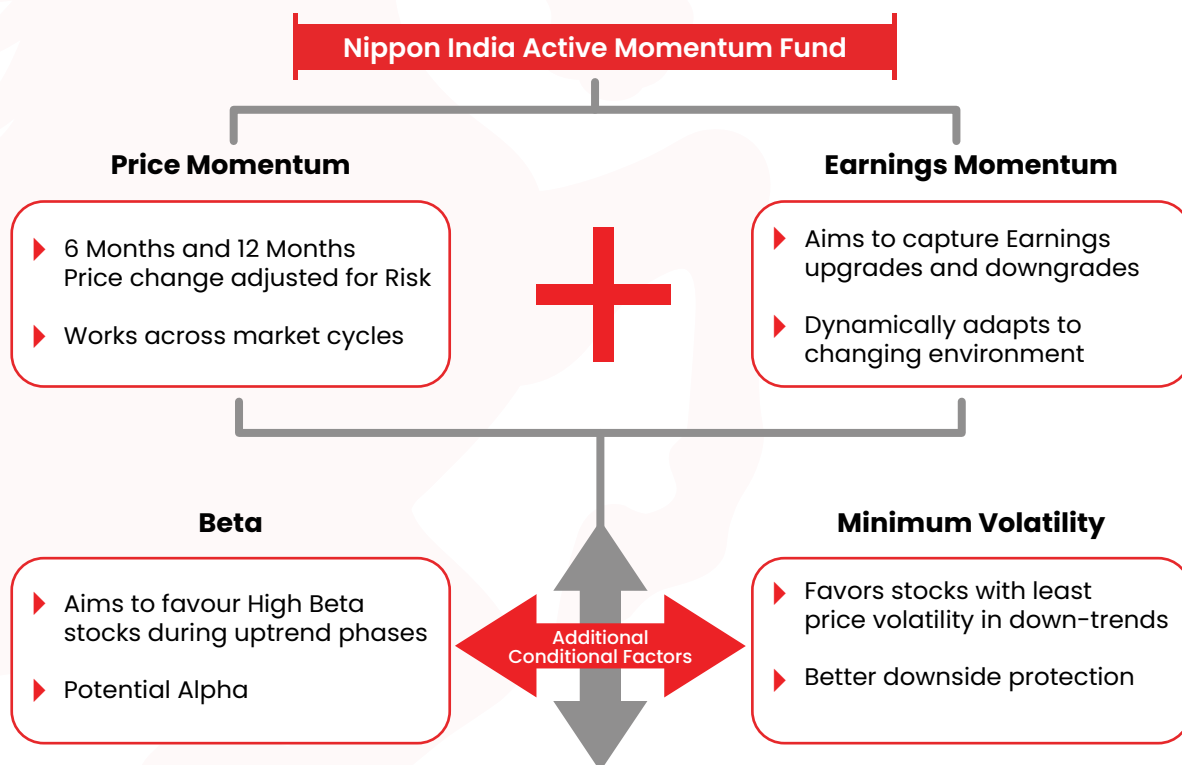 Nippon India Active Momentum Fund
Price Momentum
6 Months and 12 Months
Price change adjusted for Risk
Works across market cycles
Earnings Momentum
Aims to capture Earnings
upgrades and downgrades
Dynamically adapts to
changing environment
Beta
Aims to favour High Beta
stocks during uptrend phases
Potential Alpha
Additional
Conditional Factors
Minimum Volatility
Favors stocks with least
price volatility in down-trends
Better downside protection